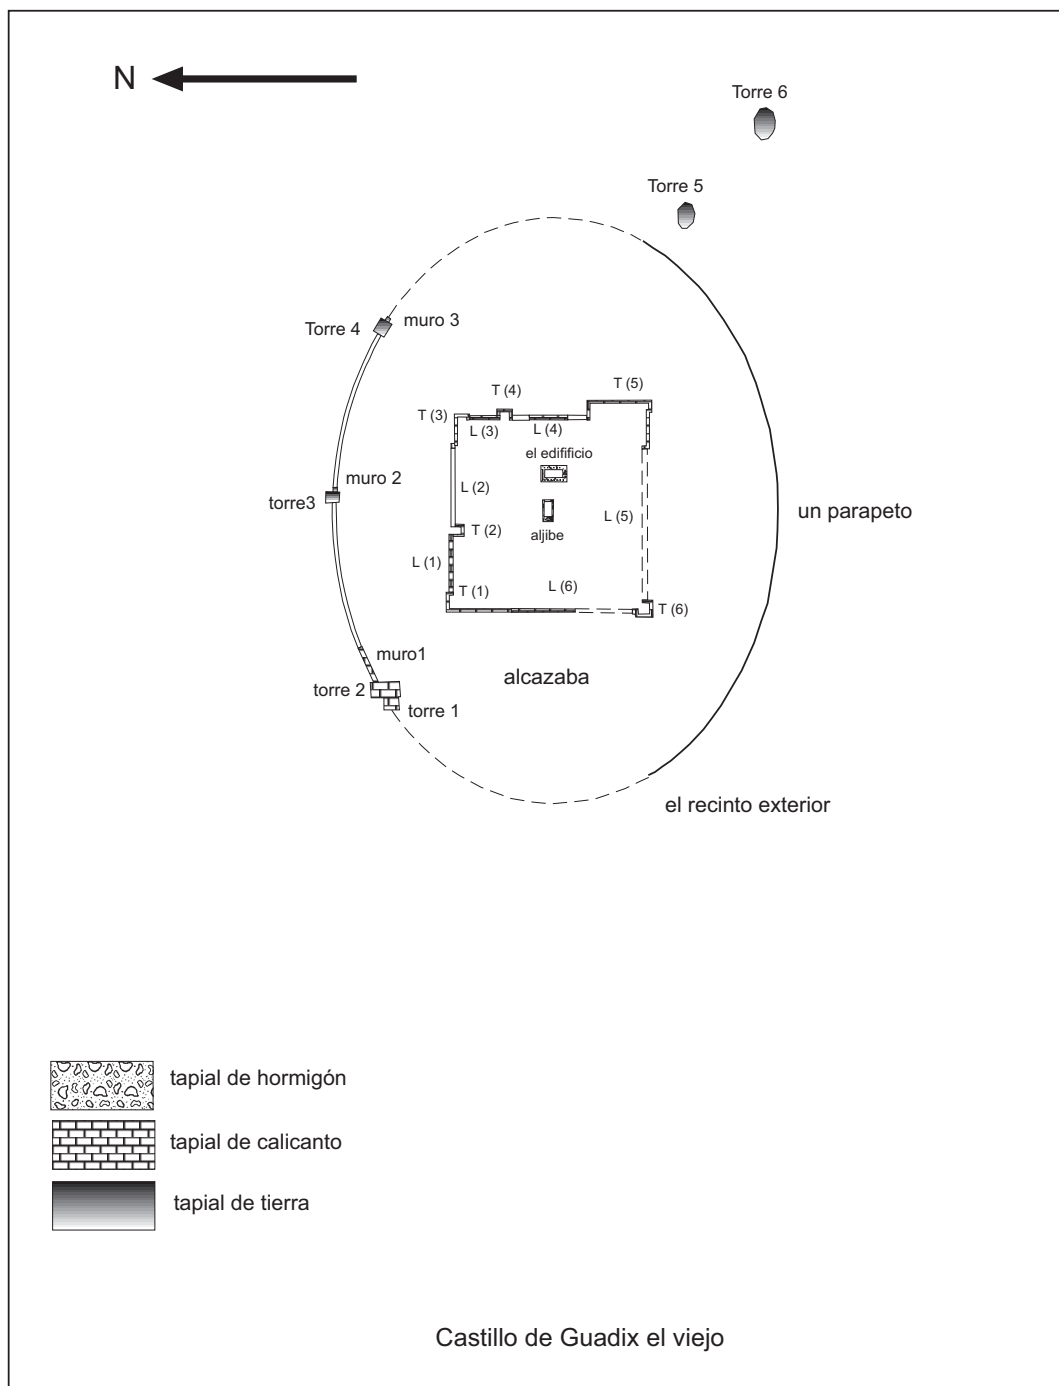 N
Torre 6
Torre 5
Torre 4
muro 3
T (5)
T (4)
T (3)
L (3)
L (4)
el edifificio
muro 2
L (2)
torre3
un parapeto
L (5)
T (2)
aljibe
L (1)
L (6)
T (1)
T (6)
muro1
alcazaba
torre 2
torre 1
el recinto exterior
tapial de hormigón
tapial de calicanto
tapial de tierra
Castillo de Guadix el viejo